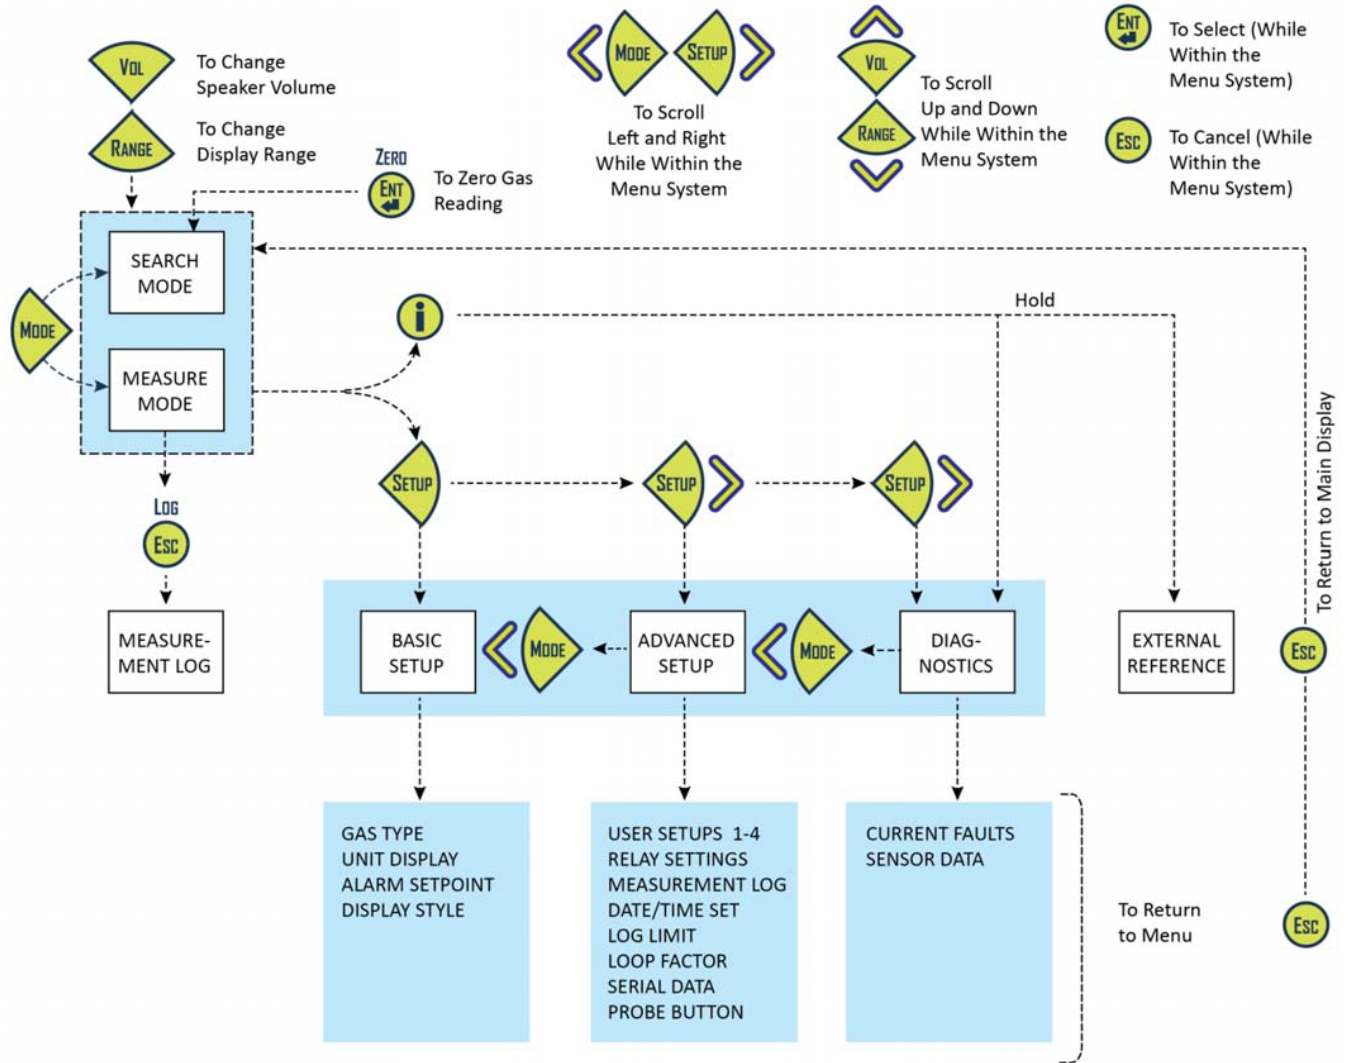 VOL
To Change
Speaker Volume
RANGE
To Change
Display Range
ZERO
ENT
To Zero Gas
Reading
MODE
SETUP
To Scroll
Left and Right
While Within the
Menu System
VOL
RANGE
To Scroll
Up and Down
While Within the
Menu System
ENT
To Select (While
Within the
Menu System)
ESC
To Cancel (While
Within the
Menu System)
SEARCH
MODE
MODE
MEASURE
MODE
i
Hold
To Return to Main Display
LOG
ESC
SETUP
SETUP
SETUP
MEASURE-
MENT LOG
BASIC
SETUP
MODE
ADVANCED
SETUP
MODE
DIAG-
NOSTICS
EXTERNAL
REFERENCE
ESC
GAS TYPE
UNIT DISPLAY
ALARM SETPOINT
DISPLAY STYLE
USER SETUPS 1-4
RELAY SETTINGS
MEASUREMENT LOG
DATE/TIME SET
LOG LIMIT
LOOP FACTOR
SERIAL DATA
PROBE BUTTON
CURRENT FAULTS
SENSOR DATA
To Return
to Menu
ESC